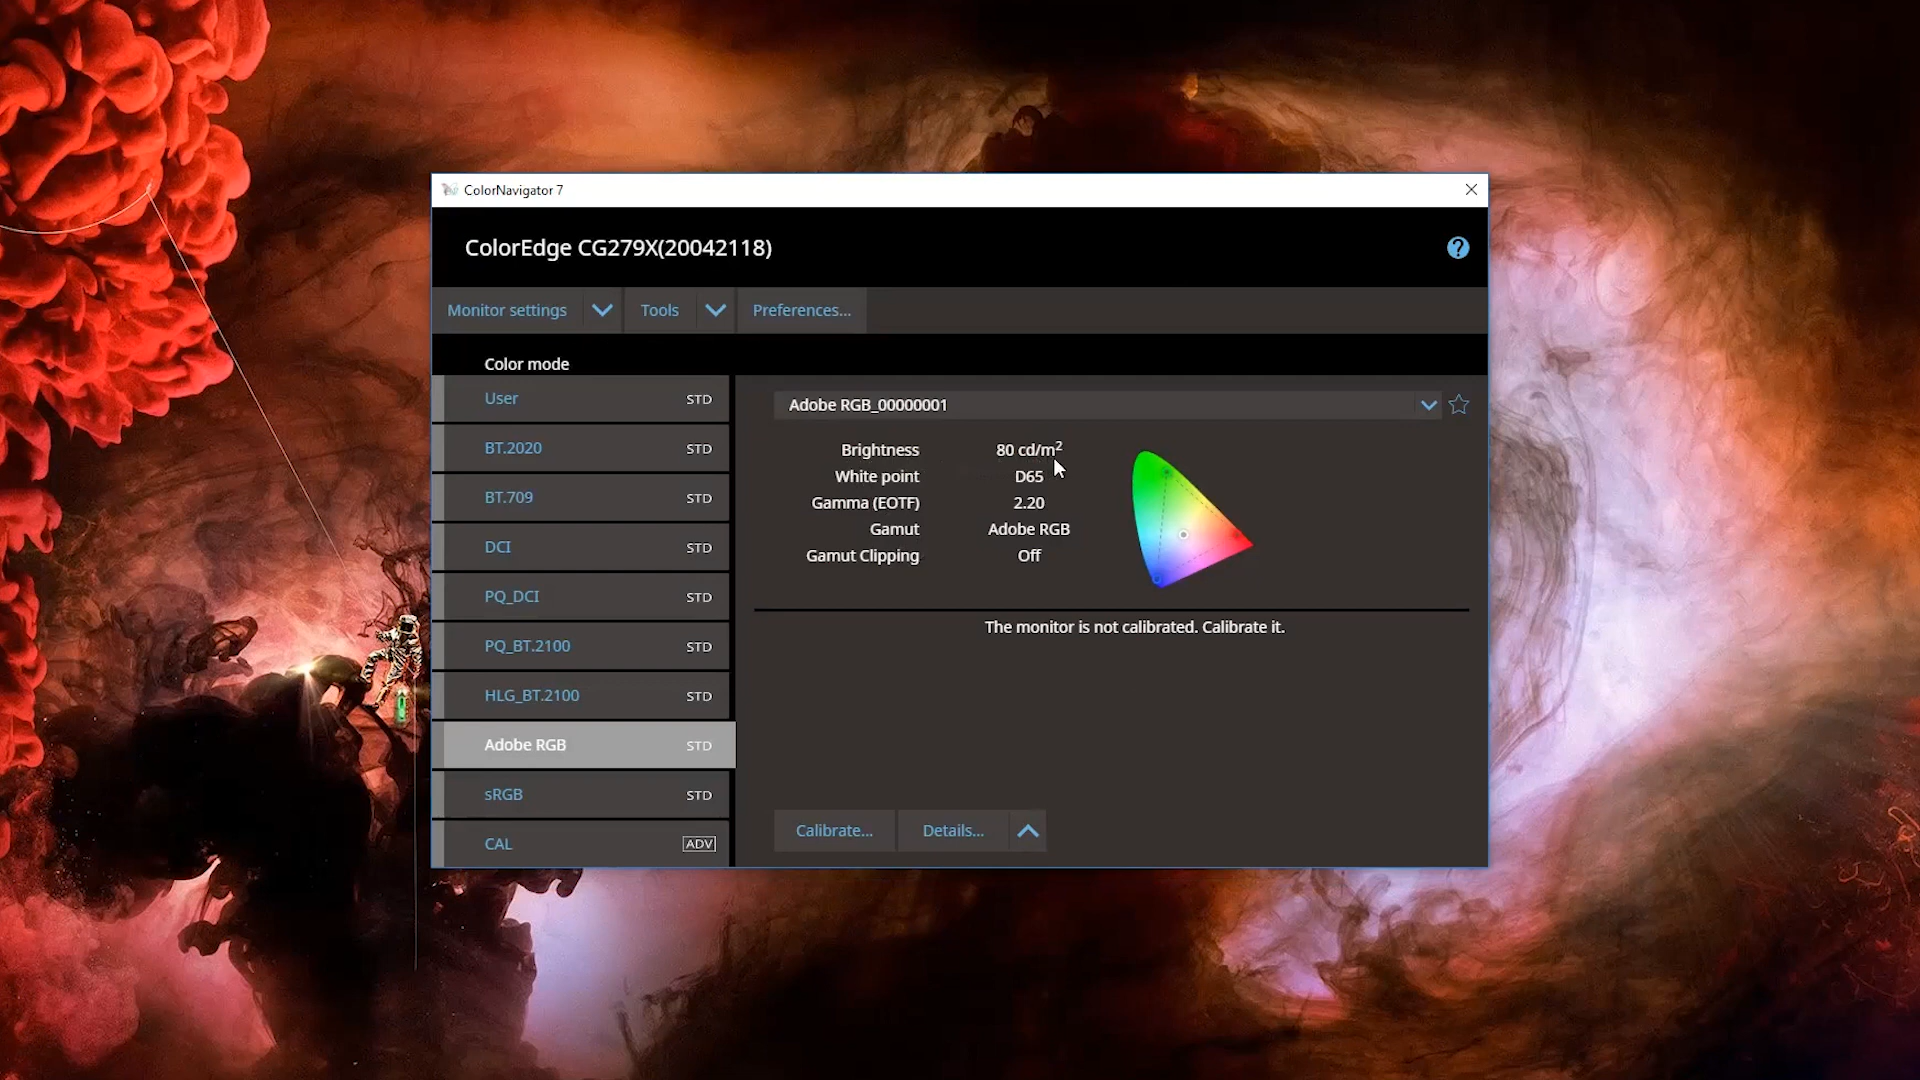 ColorNavigator 7
ColorEdge CG279X(20042118)
Monitor settings
Tools
Preferences...
Color mode
User STD
BT.2020 STD
BT.709 STD
DCI STD
PQ_DCI STD
PQ_BT.2100 STD
HLG_BT.2100 STD
Adobe RGB STD
sRGB STD
CAL ADV
Adobe RGB_00000001
Brightness 80 cd/m²
White point D65
Gamma (EOTF) 2.20
Gamut Adobe RGB
Gamut Clipping Off
The monitor is not calibrated. Calibrate it.
Calibrate...
Details...